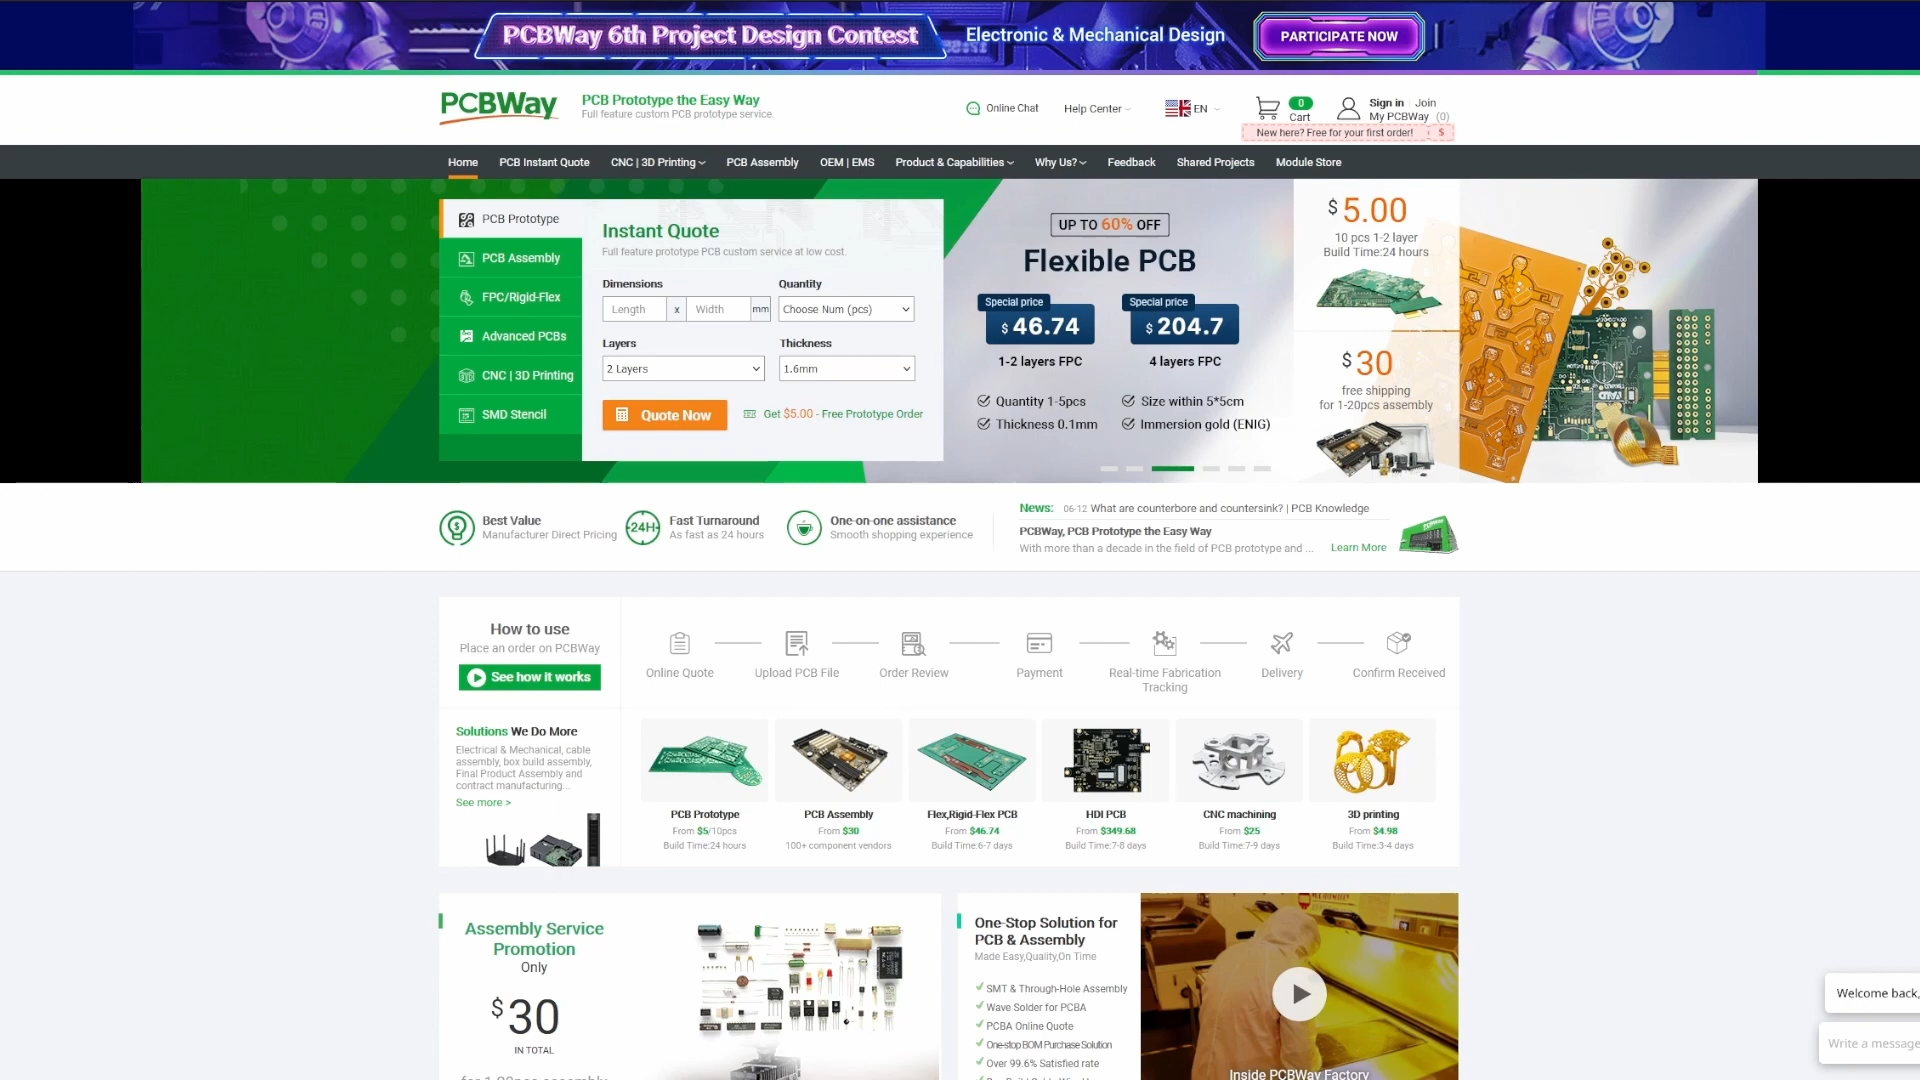 PCBWay 6th Project Design Contest
Electronic & Mechanical Design
PARTICIPATE NOW
PCBWay
PCB Prototype the Easy Way
Full feature custom PCB prototype service.
Online Chat
Help Center
EN
0
Cart
Sign in
Join
My PCBWay (0)
New here? Free for your first order!
$
Home
PCB Instant Quote
CNC | 3D Printing
PCB Assembly
OEM | EMS
Product & Capabilities
Why Us?
Feedback
Shared Projects
Module Store
PCB Prototype
PCB Assembly
FPC/Rigid-Flex
Advanced PCBs
CNC | 3D Printing
SMD Stencil
Instant Quote
Full feature prototype PCB custom service at low cost.
Dimensions
Quantity
Length
x
Width
mm
Choose Num (pcs)
Layers
Thickness
2 Layers
1.6mm
Quote Now
Get $5.00 - Free Prototype Order
UP TO 60% OFF
Flexible PCB
Special price
$ 46.74
1-2 layers FPC
Special price
$ 204.7
4 layers FPC
Quantity 1-5pcs
Size within 5*5cm
Thickness 0.1mm
Immersion gold (ENIG)
$ 5.00
10 pcs 1-2 layer
Build Time:24 hours
$ 30
free shipping
for 1-20pcs assembly
Best Value
Manufacturer Direct Pricing
24H
Fast Turnaround
As fast as 24 hours
One-on-one assistance
Smooth shopping experience
News: 06-12 What are counterbore and countersink? | PCB Knowledge
PCBWay, PCB Prototype the Easy Way
With more than a decade in the field of PCB prototype and ...
Learn More
How to use
Place an order on PCBWay
See how it works
Online Quote
Upload PCB File
Order Review
Payment
Real-time Fabrication
Tracking
Delivery
Confirm Received
Solutions We Do More
Electrical & Mechanical, cable
assembly, box build assembly,
Final Product Assembly and
contract manufacturing...
See more >
PCB Prototype
From $5/10pcs
Build Time:24 hours
PCB Assembly
From $30
100+ component vendors
Flex,Rigid-Flex PCB
From $46.74
Build Time:6-7 days
HDI PCB
From $349.68
Build Time:7-8 days
CNC machining
From $25
Build Time:7-9 days
3D printing
From $4.98
Build Time:3-4 days
Assembly Service
Promotion
Only
$ 30
IN TOTAL
One-Stop Solution for
PCB & Assembly
Made Easy,Quality,On Time
SMT & Through-Hole Assembly
Wave Solder for PCBA
PCBA Online Quote
One-stop BOM Purchase Solution
Over 99.6% Satisfied rate
Inside PCBWay Factory
Welcome back,
Write a message